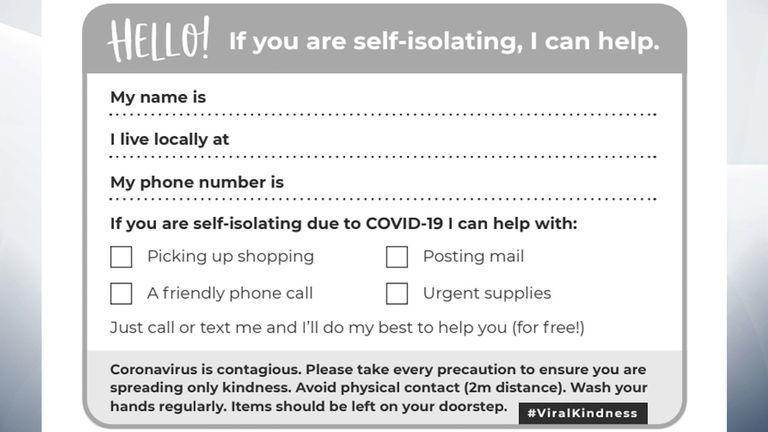 HELLO! If you are self-isolating, I can help.
My name is
I live locally at
My phone number is
If you are self-isolating due to COVID-19 I can help with:
Picking up shopping Posting mail
A friendly phone call Urgent supplies
Just call or text me and I'll do my best to help you (for free!)
Coronavirus is contagious. Please take every precaution to ensure you are
spreading only kindness. Avoid physical contact (2m distance). Wash your
hands regularly. Items should be left on your doorstep. #ViralKindness